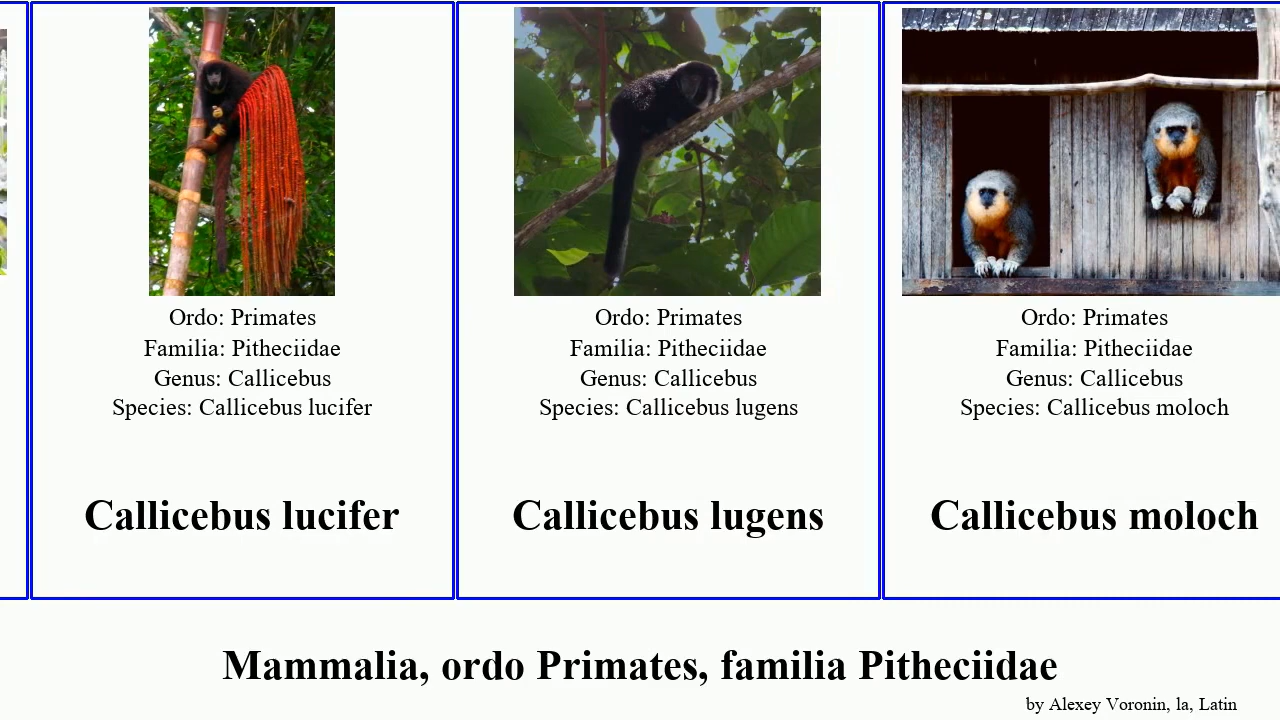 Ordo: Primates
Familia: Pitheciidae
Genus: Callicebus
Species: Callicebus lucifer
Callicebus lucifer
Ordo: Primates
Familia: Pitheciidae
Genus: Callicebus
Species: Callicebus lugens
Callicebus lugens
Ordo: Primates
Familia: Pitheciidae
Genus: Callicebus
Species: Callicebus moloch
Callicebus moloch
Mammalia, ordo Primates, familia Pitheciidae
by Alexey Voronin, la, Latin